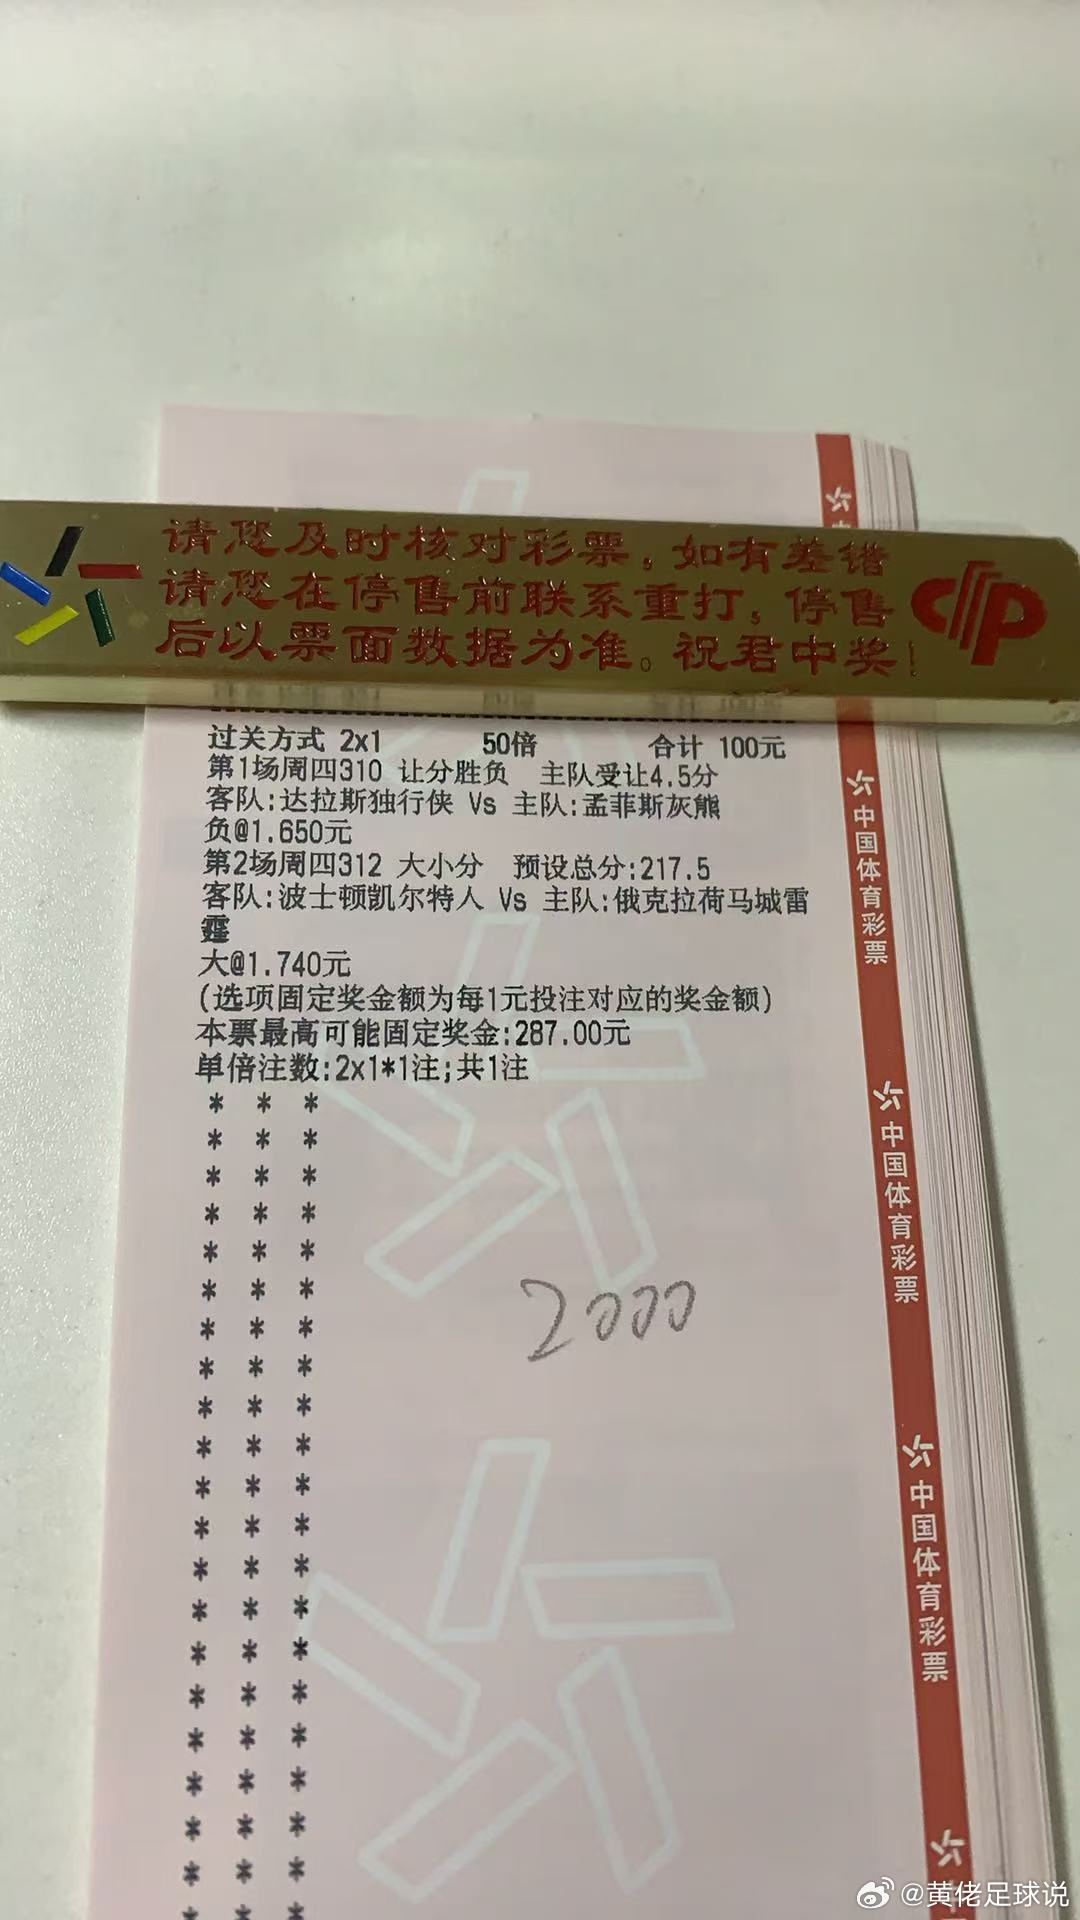 请您及时核对彩票，如有差错
请您在停售前联系重打，停售
后以票面数据为准。祝君中奖！
过关方式 2x1 50倍 合计 100元
第1场周四310 让分胜负 主队受让4.5分
客队:达拉斯独行侠 Vs 主队:孟菲斯灰熊
负@1.650元
第2场周四312 大小分 预设总分:217.5
客队:波士顿凯尔特人 Vs 主队:俄克拉荷马城雷
霆
大@1.740元
(选项固定奖金额为每1元投注对应的奖金额)
本票最高可能固定奖金:287.00元
单倍注数:2x1*1注;共1注
2000
中国体育彩票
中国体育彩票
中国体育彩票
@黄佬足球说